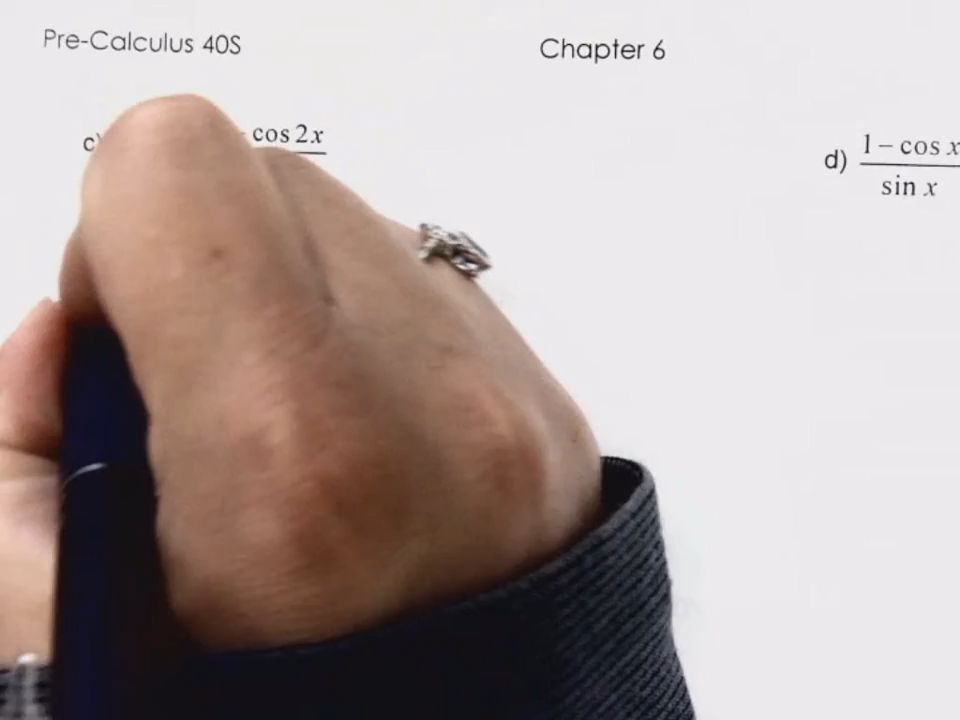 Pre-Calculus 40S
Chapter 6
c)
cos 2x
d) 1 – cos x
sin x